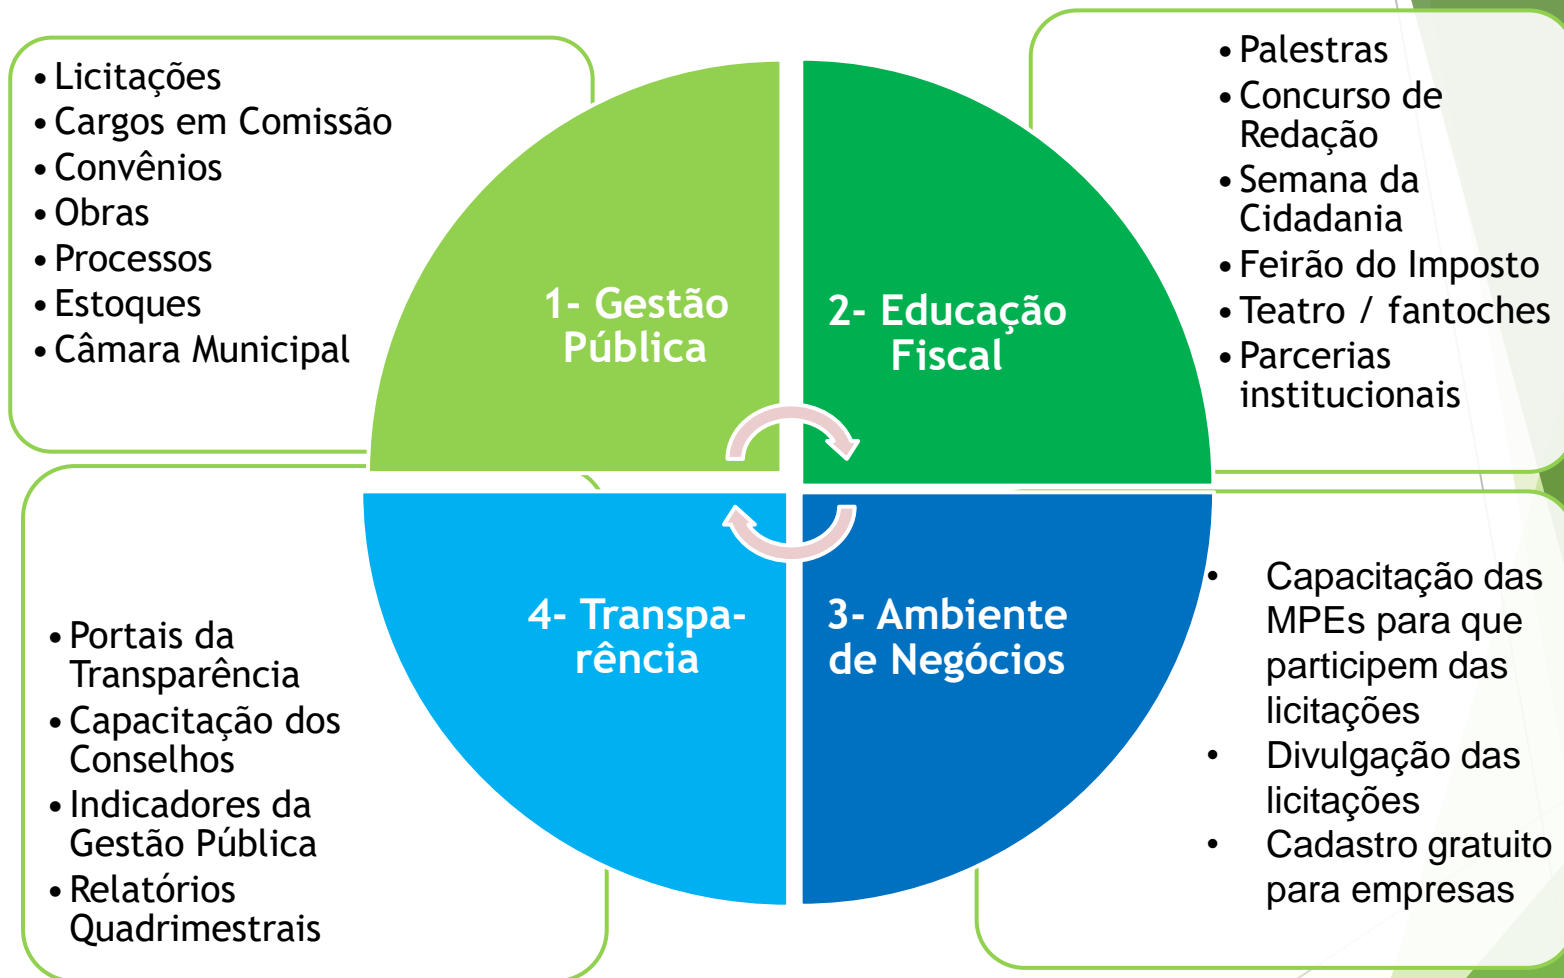 • Licitações
• Cargos em Comissão
• Convênios
• Obras
• Processos
• Estoques
• Câmara Municipal
1- Gestão
Pública
2- Educação
Fiscal
• Palestras
• Concurso de
Redação
• Semana da
Cidadania
• Feirão do Imposto
• Teatro / fantoches
• Parcerias
institucionais
• Portais da
Transparência
• Capacitação dos
Conselhos
• Indicadores da
Gestão Pública
• Relatórios
Quadrimestrais
4- Transpa-
rência
3- Ambiente
de Negócios
• Capacitação das
MPEs para que
participem das
licitações
• Divulgação das
licitações
• Cadastro gratuito
para empresas